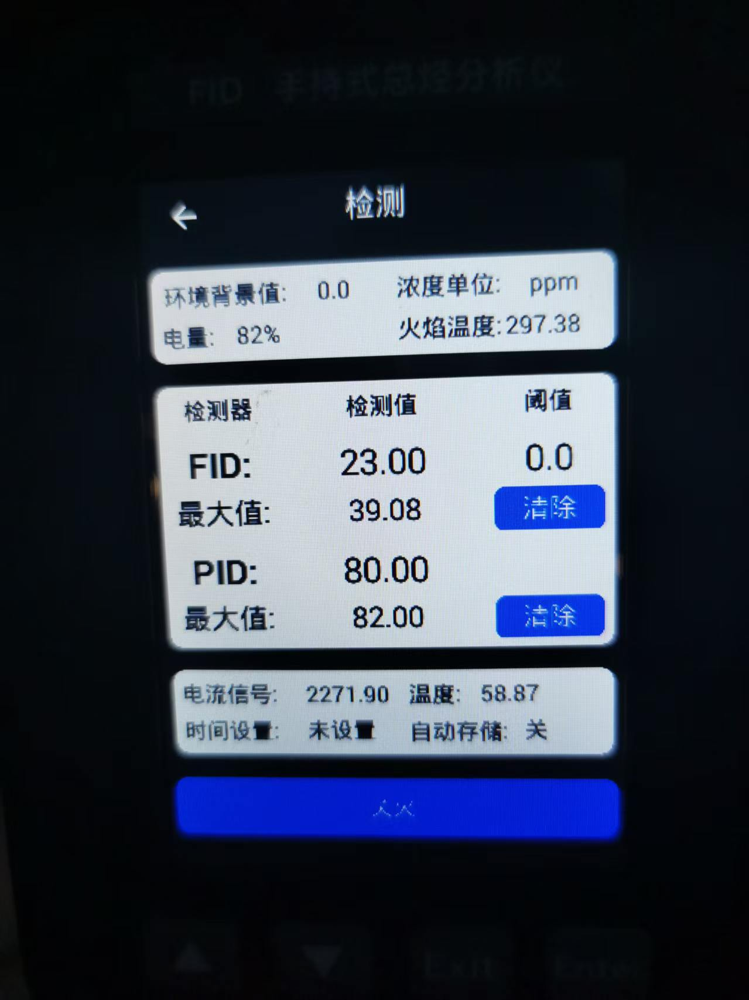 FID 手持式总烃分析仪
检测
环境背景值: 0.0 浓度单位: ppm
电量: 82% 火焰温度: 297.38
检测器 检测值 阈值
FID: 23.00 0.0
最大值: 39.08 清除
PID: 80.00
最大值: 82.00 清除
电流信号: 2271.90 温度: 58.87
时间设置: 未设置 自动存储: 关
Exit Enter